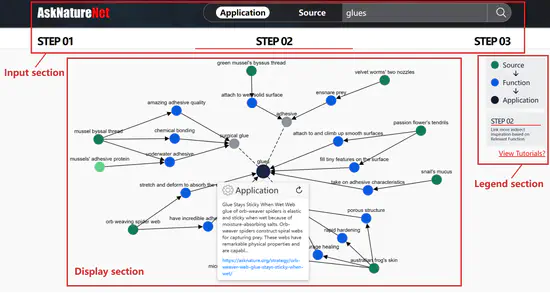 AskNatureNet
Application
Source
glues
STEP 01
STEP 02
STEP 03
Input section
green mussel's byssus thread
velvet worms' two nozzles
amazing adhesive quality
attach to wet solid surface
ensnare prey
adhesive
passion flower's tendrils
mussel byssal thread
chemical bonding
surgical glue
attach to and climb up smooth surfaces
mussels' adhesive protein
underwater adhesive
glues
fill tiny features on the surface
snail's mucus
stretch and deform to absorb the
take on adhesive characteristics
porous structure
orb weaving spider web
have incredible adhe
rapid hardening
healing
australian frog's skin
Application
Glue Stays Sticky When Wet Web
glue of orb-weaver spiders is elastic
and sticky when wet because of
moisture-absorbing salts. Orb-
weaver spiders construct spiral webs
for capturing prey. These webs have
remarkable physical properties and
are capabl...
https://asknature.org/strategy/orb-
weaver-web-glue-stays-sticky-when-
wet/
Display section
Source
Function
Application
STEP 02
Link more
inspiration based on
Relevant Function.
View Tutorials?
Legend section